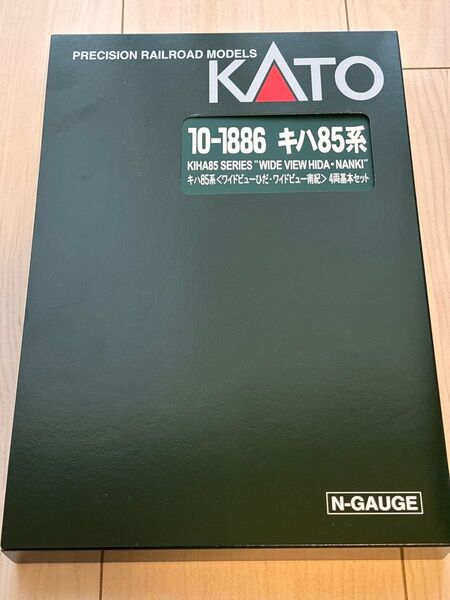 PRECISION RAILROAD MODELS
KATO
10-1886 キハ85系
KIHA85 SERIES "WIDE VIEW HIDA・NANKI"
キハ85系<ワイドビューひだ・ワイドビュー南紀> 4両基本セット
N-GAUGE